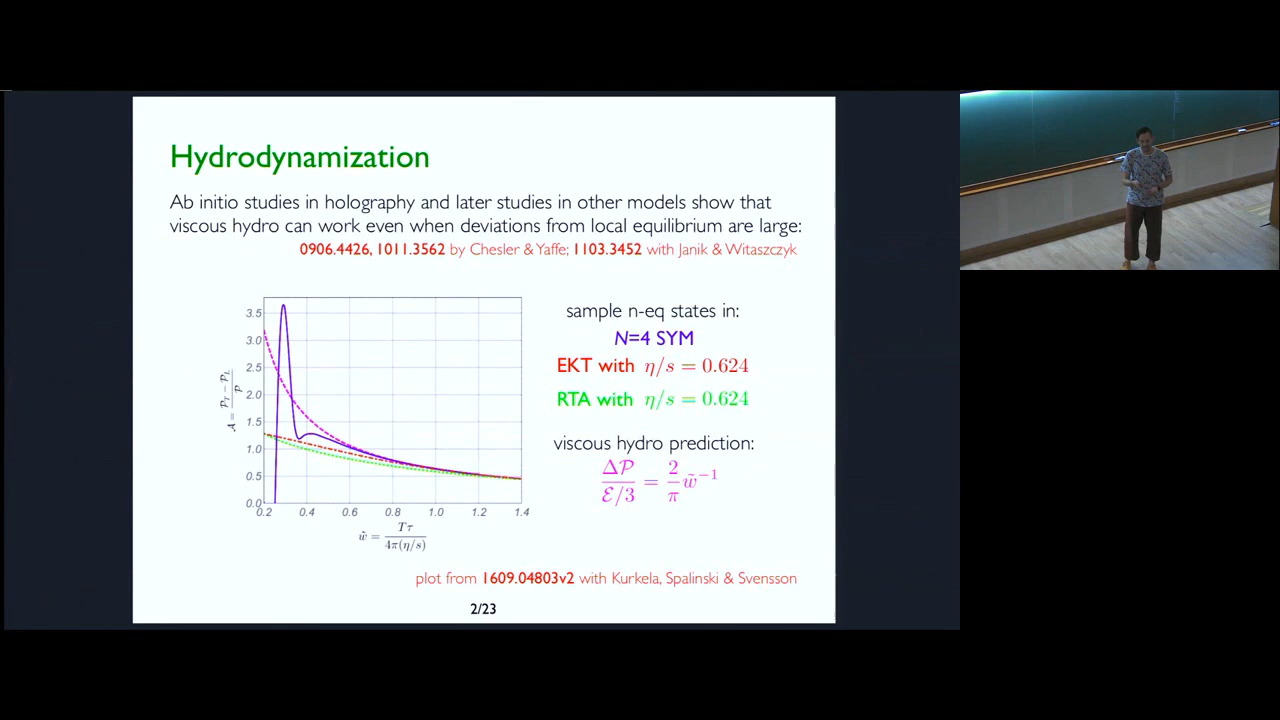 Hydrodynamization
Ab initio studies in holography and later studies in other models show that
viscous hydro can work even when deviations from local equilibrium are large:
0906.4426, 1011.3562 by Chesler & Yaffe; 1103.3452 with Janik & Witaszczyk
3.5
3.0
2.5
2.0
1.5
1.0
0.5
0.0
0.2 0.4 0.6 0.8 1.0 1.2 1.4
𝒜 = (𝒫_T − 𝒫_L)/𝒫
w̃ = Tτ/4π(η/s)
sample n-eq states in:
N=4 SYM
EKT with η/s = 0.624
RTA with η/s = 0.624
viscous hydro prediction:
Δ𝒫/(ℰ/3) = 2/π w̃⁻¹
plot from 1609.04803v2 with Kurkela, Spalinski & Svensson
2/23